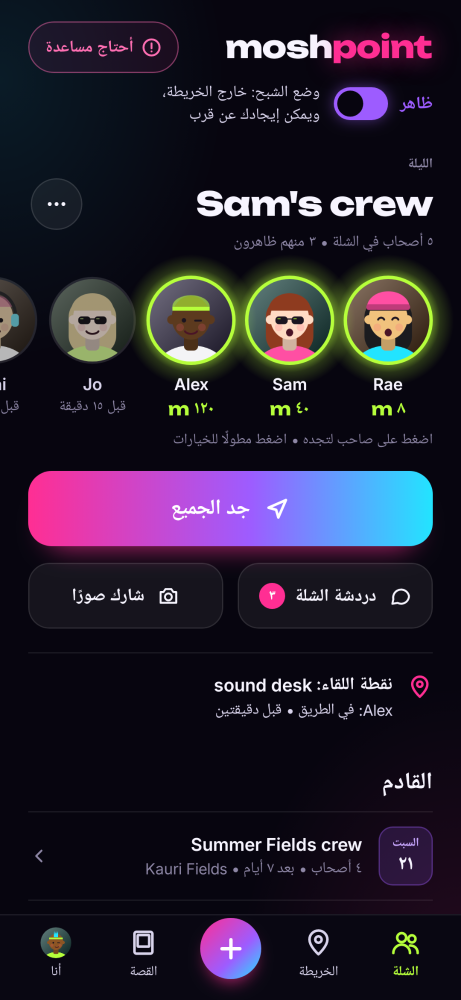 moshpoint
أحتاج مساعدة
ظاهر
وضع الشبح: خارج الخريطة،
ويمكن إيجادك عن قرب
الليلة
Sam's crew
٥ أصحاب في الشلة • ٣ منهم ظاهرون
Rae
٨ m
Sam
٤٠ m
Alex
١٢٠ m
Jo
قبل ١٥ دقيقة
قبل
اضغط على صاحب لتجده • اضغط مطولًا للخيارات
جد الجميع
دردشة الشلة ٣
شارك صورًا
نقطة اللقاء: sound desk
Alex: في الطريق • قبل دقيقتين
القادم
السبت
٢١
Summer Fields crew
٤ أصحاب • بعد ٧ أيام • Kauri Fields
الشلة
الخريطة
القصة
أنا